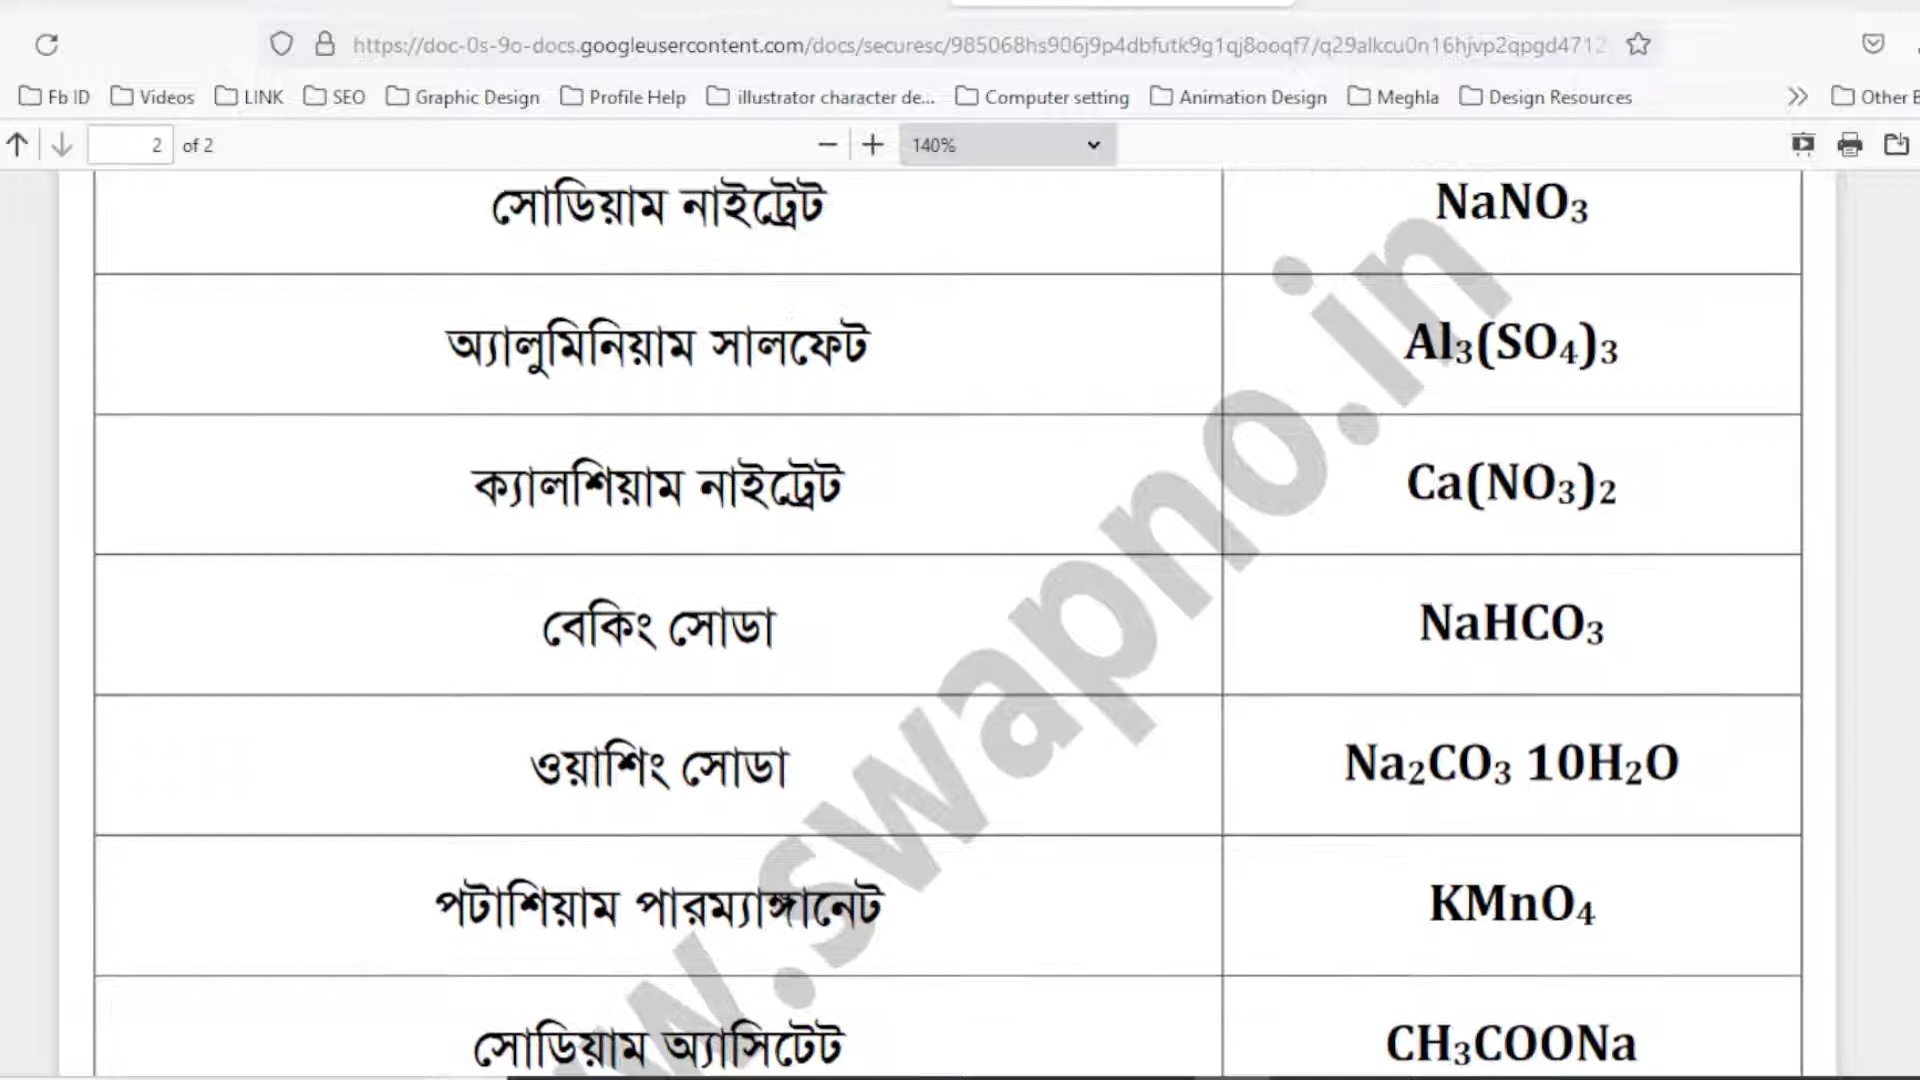 https://doc-0s-9o-docs.googleusercontent.com/docs/securesc/985068hs906j9p4dbfutk9g1qj8ooqf7/q29alkcu0n16hjvp2qpgd4712
Fb ID Videos LINK SEO Graphic Design Profile Help illustrator character de... Computer setting Animation Design Meghla Design Resources Other
2 of 2 140%
সোডিয়াম নাইট্রেট NaNO₃
অ্যালুমিনিয়াম সালফেট Al₃(SO₄)₃
ক্যালশিয়াম নাইট্রেট Ca(NO₃)₂
বেকিং সোডা NaHCO₃
ওয়াশিং সোডা Na₂CO₃ 10H₂O
পটাশিয়াম পারম্যাঙ্গানেট KMnO₄
সোডিয়াম অ্যাসিটেট CH₃COONa
w.swapno.in